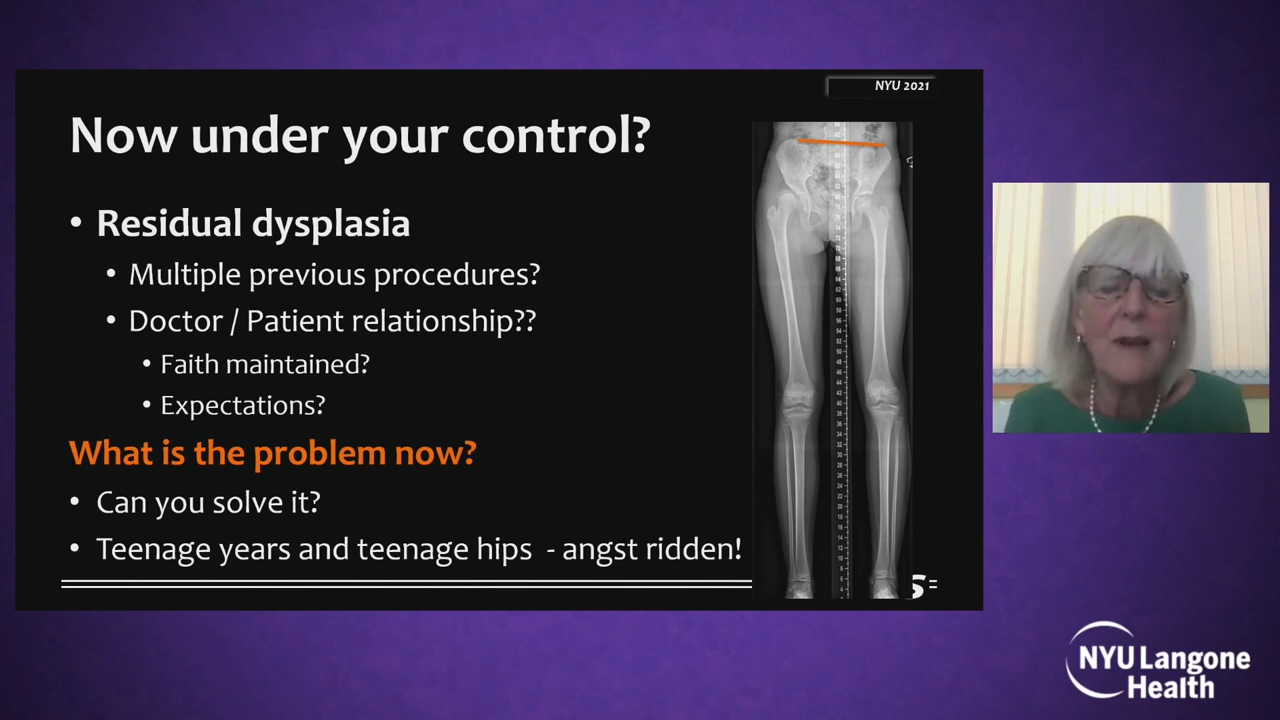 NYU 2021
Now under your control?
• Residual dysplasia
• Multiple previous procedures?
• Doctor / Patient relationship??
• Faith maintained?
• Expectations?
What is the problem now?
• Can you solve it?
• Teenage years and teenage hips - angst ridden!
NYU Langone
Health